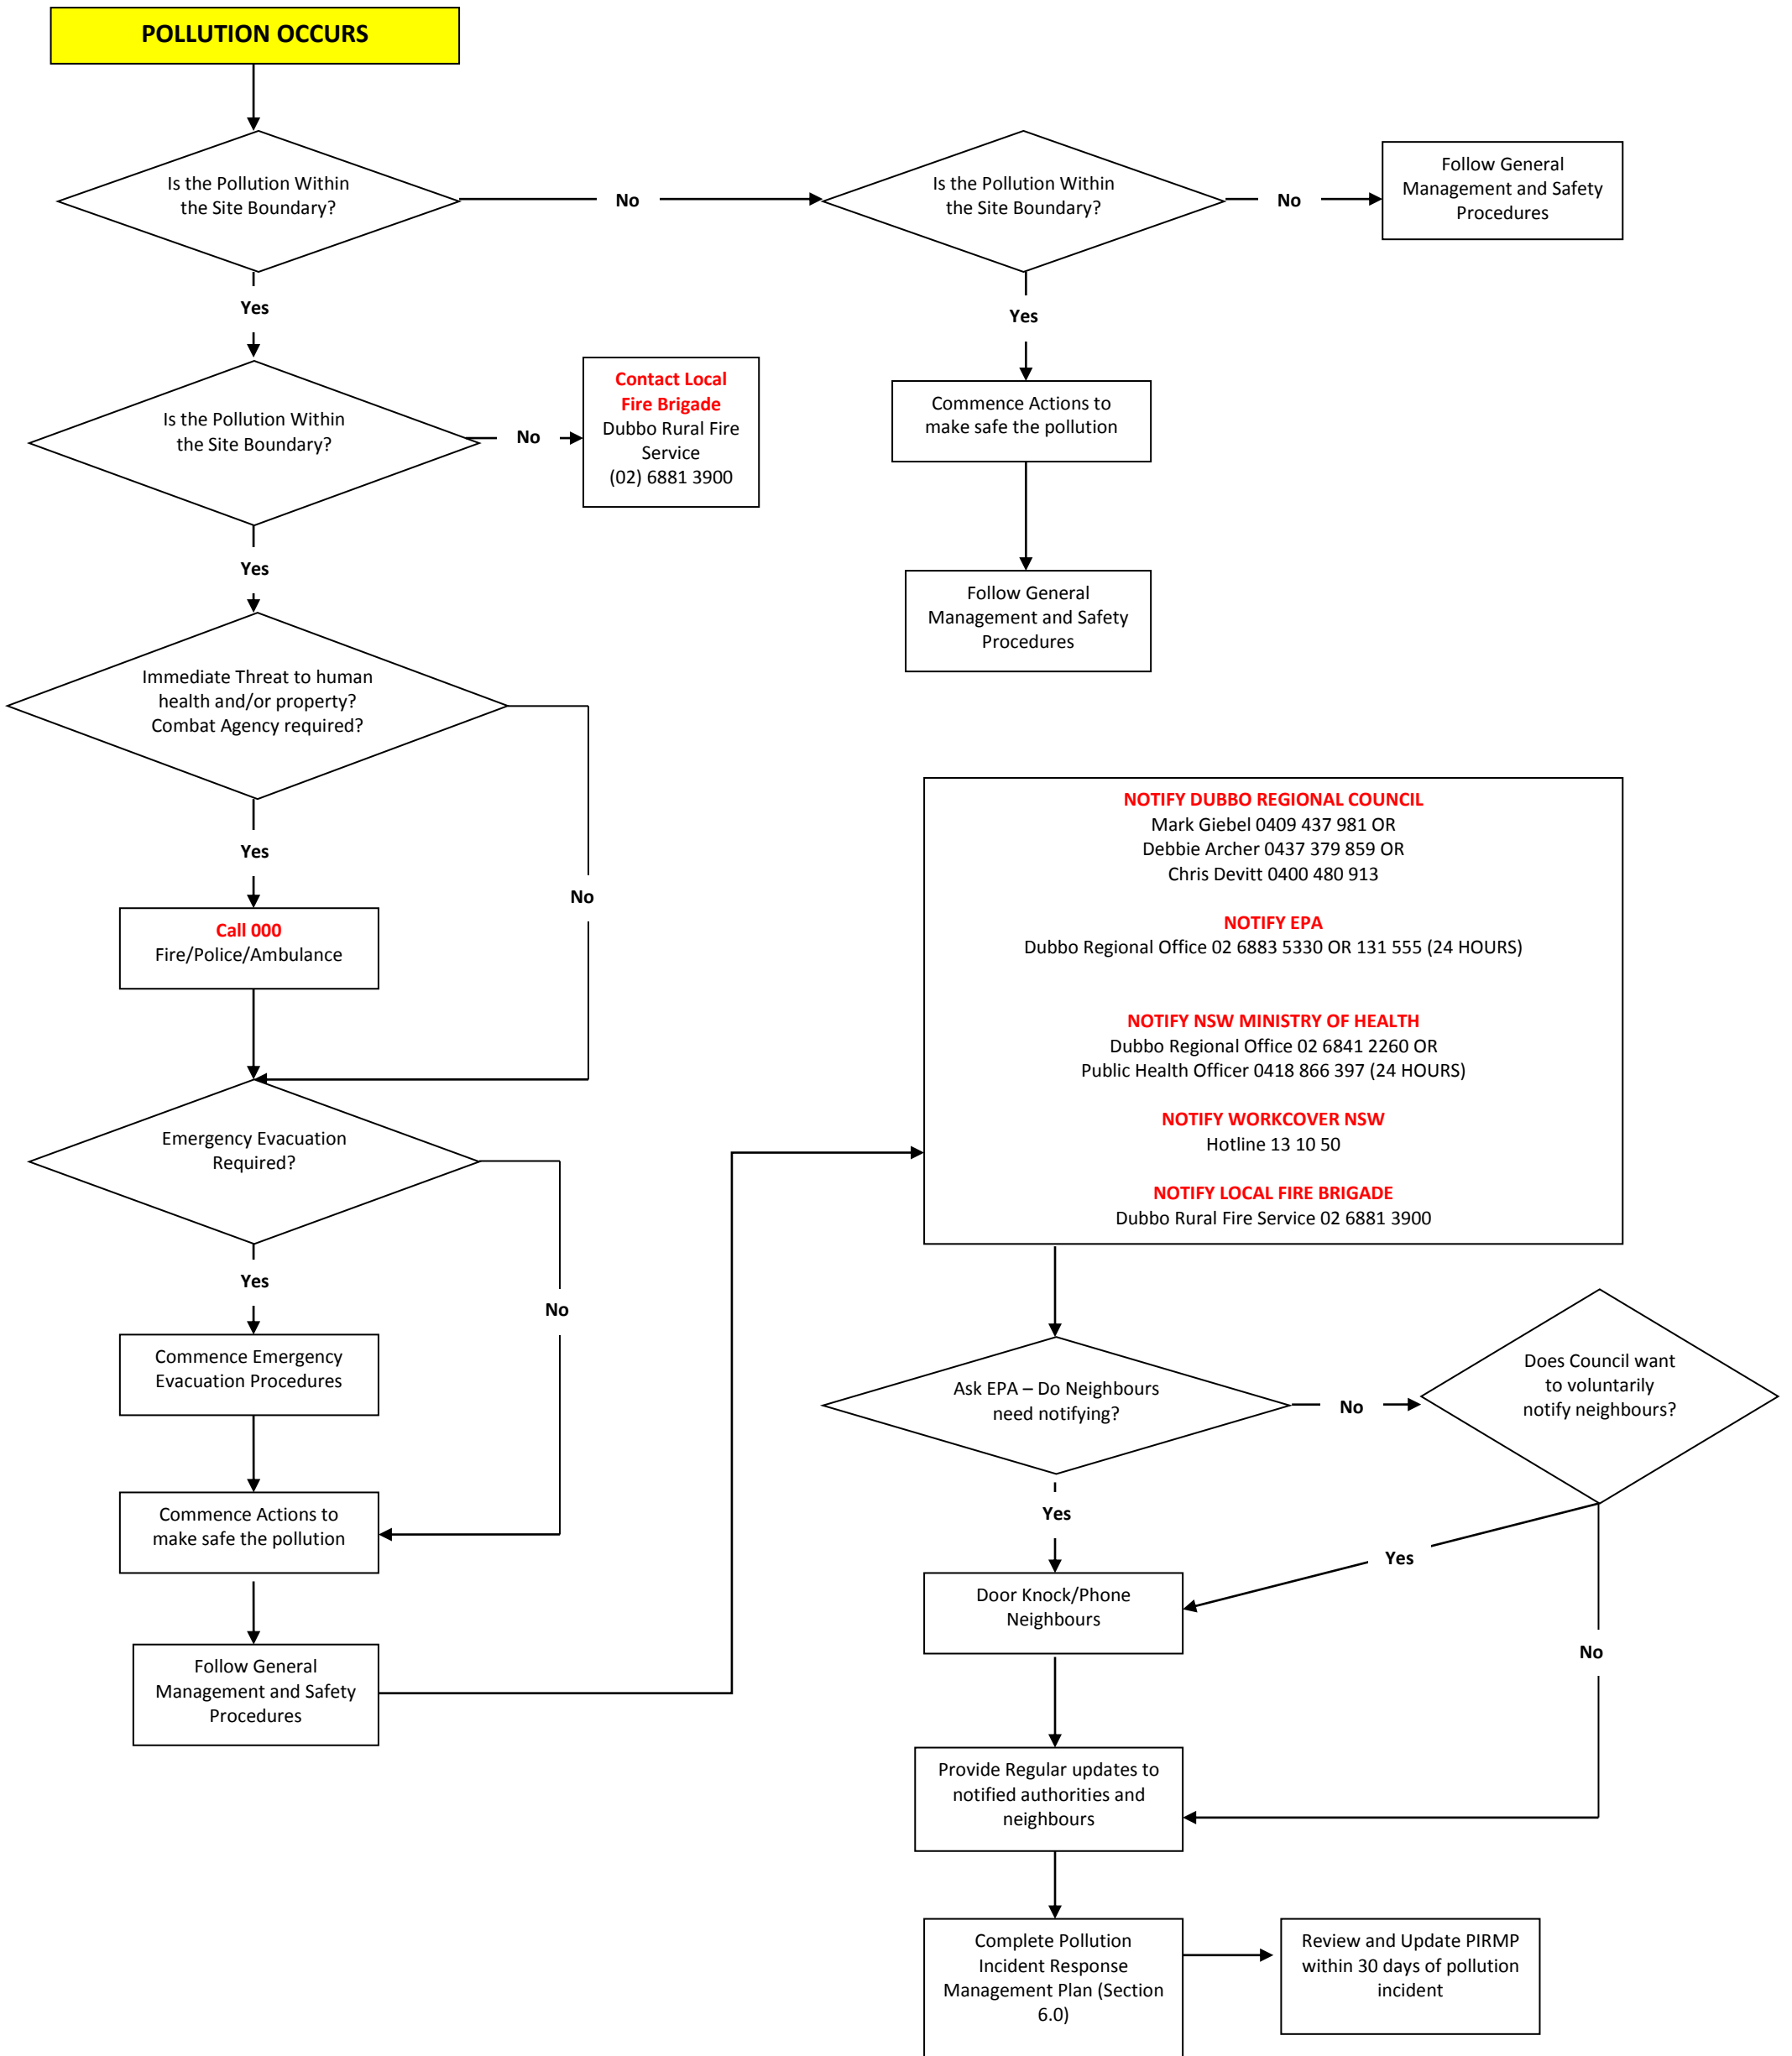 POLLUTION OCCURS
Is the Pollution Within
the Site Boundary?
No
Is the Pollution Within
the Site Boundary?
No
Follow General
Management and Safety
Procedures
Yes
Yes
Is the Pollution Within
the Site Boundary?
No
Contact Local
Fire Brigade
Dubbo Rural Fire
Service
(02) 6881 3900
Commence Actions to
make safe the pollution
Yes
Follow General
Management and Safety
Procedures
Immediate Threat to human
health and/or property?
Combat Agency required?
Yes
No
Call 000
Fire/Police/Ambulance
Emergency Evacuation
Required?
Yes
No
Commence Emergency
Evacuation Procedures
Commence Actions to
make safe the pollution
Follow General
Management and Safety
Procedures
NOTIFY DUBBO REGIONAL COUNCIL
Mark Giebel 0409 437 981 OR
Debbie Archer 0437 379 859 OR
Chris Devitt 0400 480 913
NOTIFY EPA
Dubbo Regional Office 02 6883 5330 OR 131 555 (24 HOURS)
NOTIFY NSW MINISTRY OF HEALTH
Dubbo Regional Office 02 6841 2260 OR
Public Health Officer 0418 866 397 (24 HOURS)
NOTIFY WORKCOVER NSW
Hotline 13 10 50
NOTIFY LOCAL FIRE BRIGADE
Dubbo Rural Fire Service 02 6881 3900
Ask EPA – Do Neighbours
need notifying?
No
Does Council want
to voluntarily
notify neighbours?
Yes
Yes
No
Door Knock/Phone
Neighbours
Provide Regular updates to
notified authorities and
neighbours
Complete Pollution
Incident Response
Management Plan (Section
6.0)
Review and Update PIRMP
within 30 days of pollution
incident